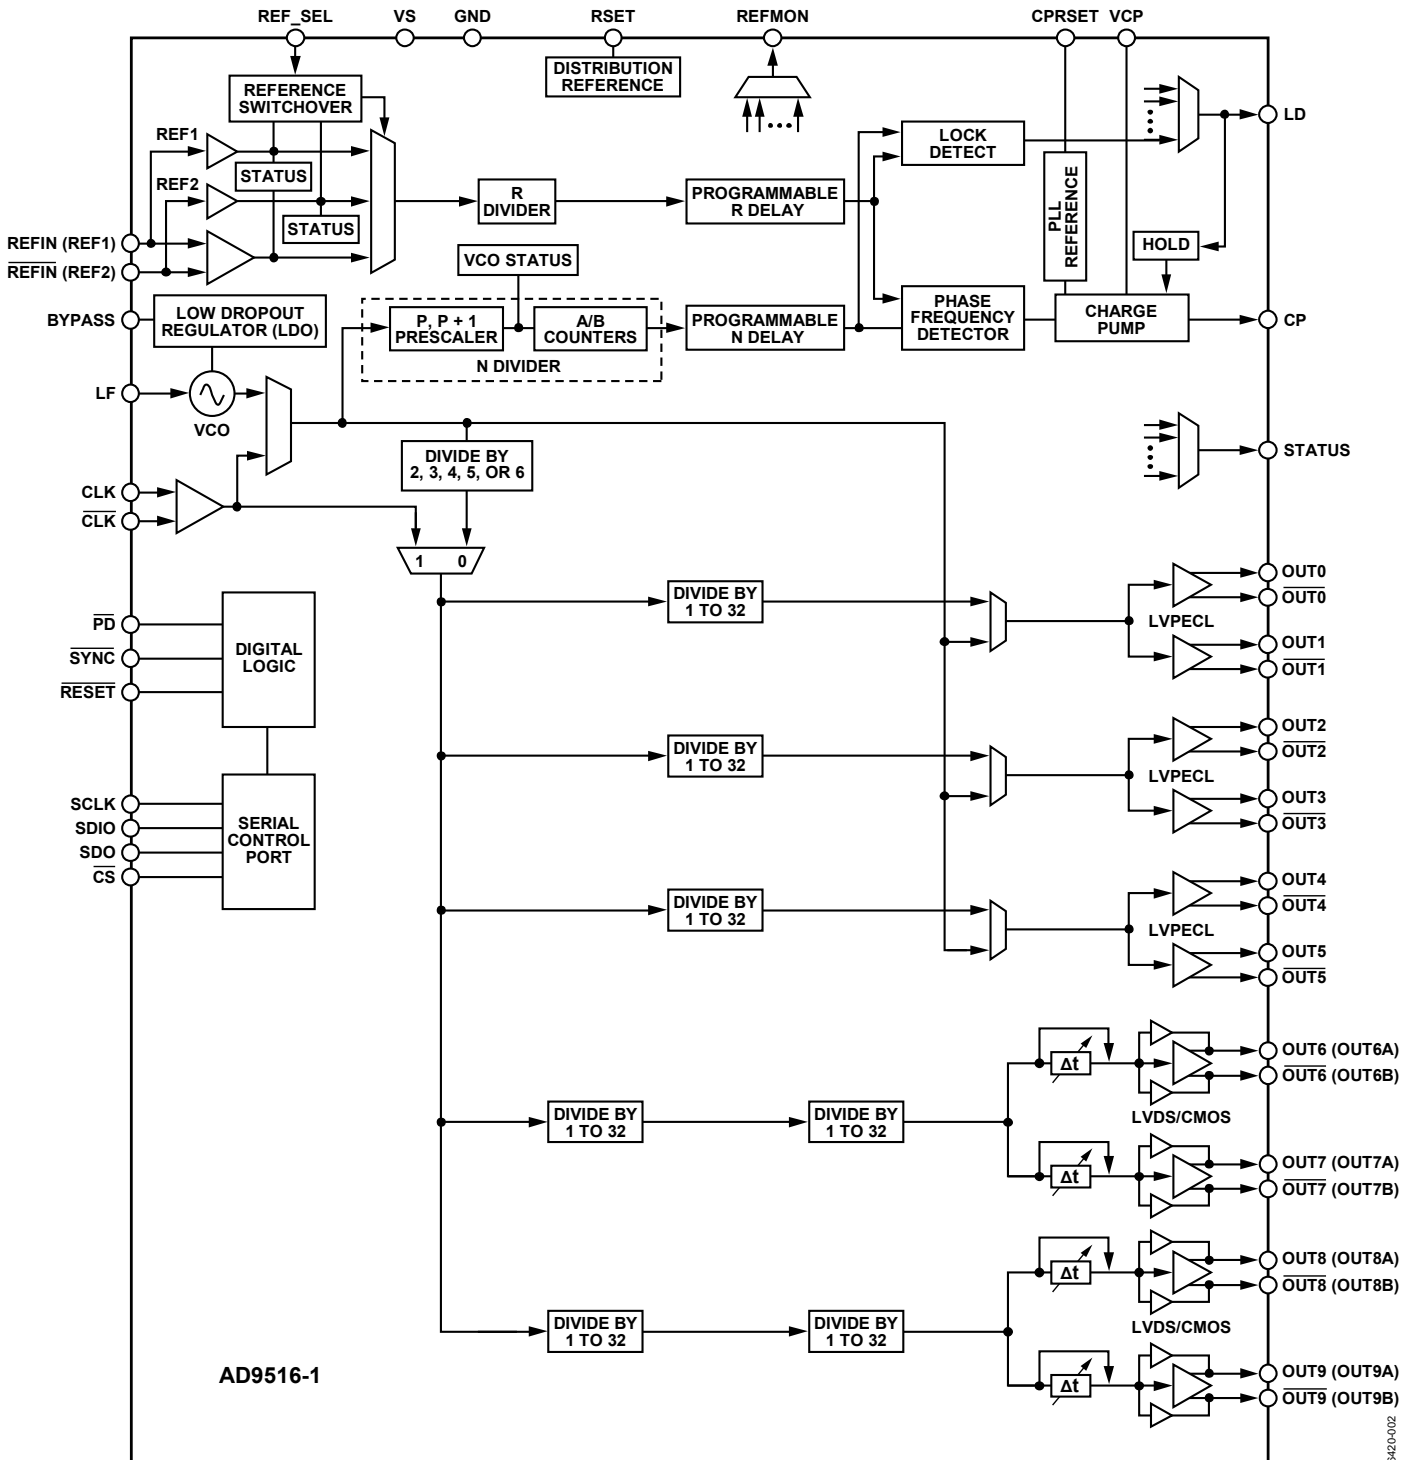 REF_SEL
VS
GND
RSET
REFMON
CPRSET
VCP
DISTRIBUTION
REFERENCE
REFERENCE
SWITCHOVER
REF1
STATUS
REF2
STATUS
R
DIVIDER
PROGRAMMABLE
R DELAY
LOCK
DETECT
LD
PLL
REFERENCE
HOLD
REFIN (REF1)
REFIN (REF2)
VCO STATUS
BYPASS
LOW DROPOUT
REGULATOR (LDO)
P, P + 1
PRESCALER
A/B
COUNTERS
N DIVIDER
PROGRAMMABLE
N DELAY
PHASE
FREQUENCY
DETECTOR
CHARGE
PUMP
CP
LF
VCO
DIVIDE BY
2, 3, 4, 5, OR 6
STATUS
CLK
CLK
1
0
DIVIDE BY
1 TO 32
LVPECL
OUT0
OUT0
OUT1
OUT1
PD
SYNC
RESET
DIGITAL
LOGIC
DIVIDE BY
1 TO 32
LVPECL
OUT2
OUT2
OUT3
OUT3
SCLK
SDIO
SDO
CS
SERIAL
CONTROL
PORT
DIVIDE BY
1 TO 32
LVPECL
OUT4
OUT4
OUT5
OUT5
DIVIDE BY
1 TO 32
DIVIDE BY
1 TO 32
Δt
Δt
LVDS/CMOS
OUT6 (OUT6A)
OUT6 (OUT6B)
OUT7 (OUT7A)
OUT7 (OUT7B)
DIVIDE BY
1 TO 32
DIVIDE BY
1 TO 32
Δt
Δt
LVDS/CMOS
OUT8 (OUT8A)
OUT8 (OUT8B)
OUT9 (OUT9A)
OUT9 (OUT9B)
AD9516-1